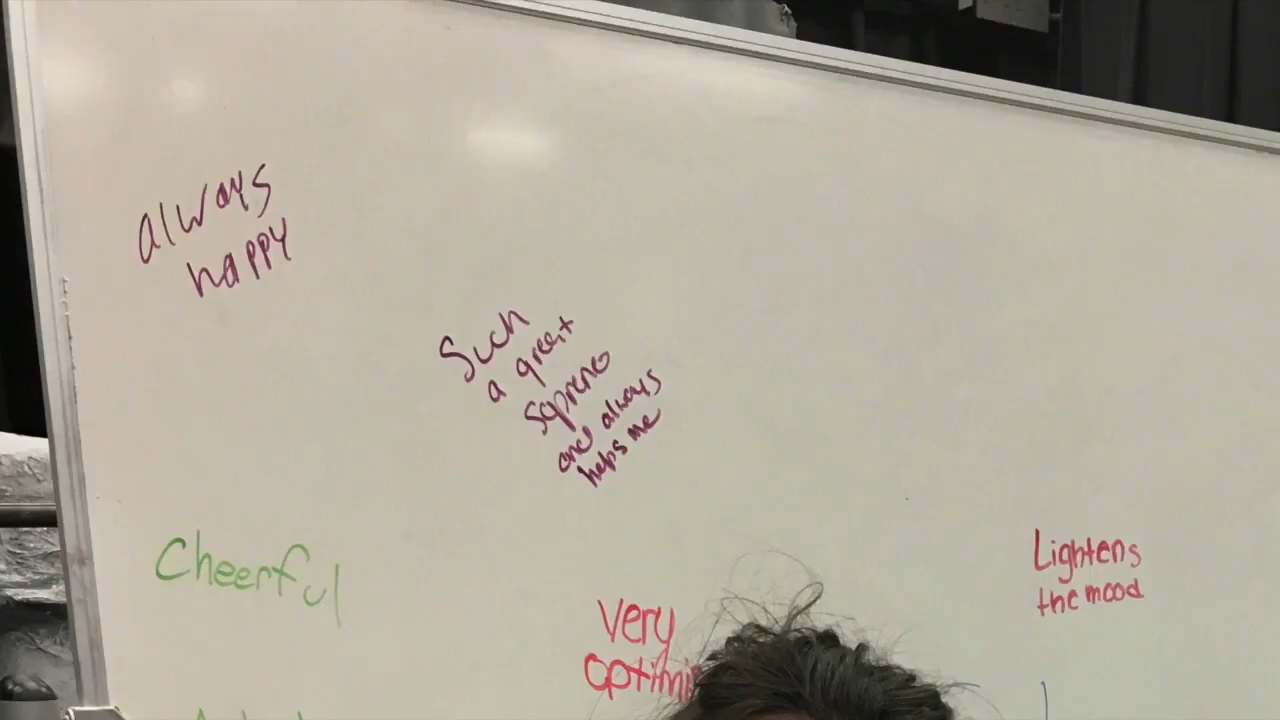 always
happy
Such
a great
Soprano
and always
helps me
Cheerful
Lightens
the mood
Very